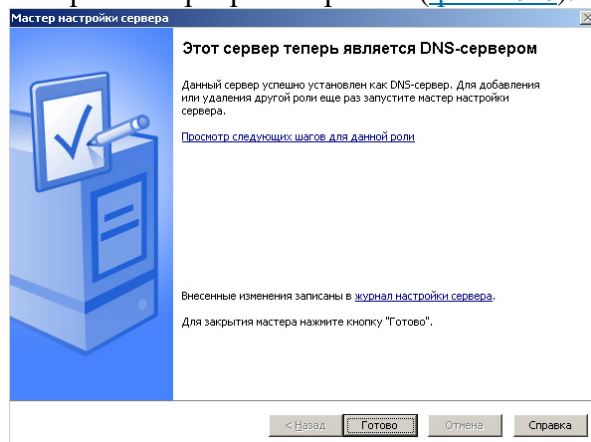 Мастер настройки сервера
Этот сервер теперь является DNS-сервером
Данный сервер успешно установлен как DNS-сервер. Для добавления
или удаления другой роли еще раз запустите мастер настройки
сервера.
Просмотр следующих шагов для данной роли
Внесенные изменения записаны в журнал настройки сервера.
Для закрытия мастера нажмите кнопку "Готово".
< Назад Готово Отмена Справка